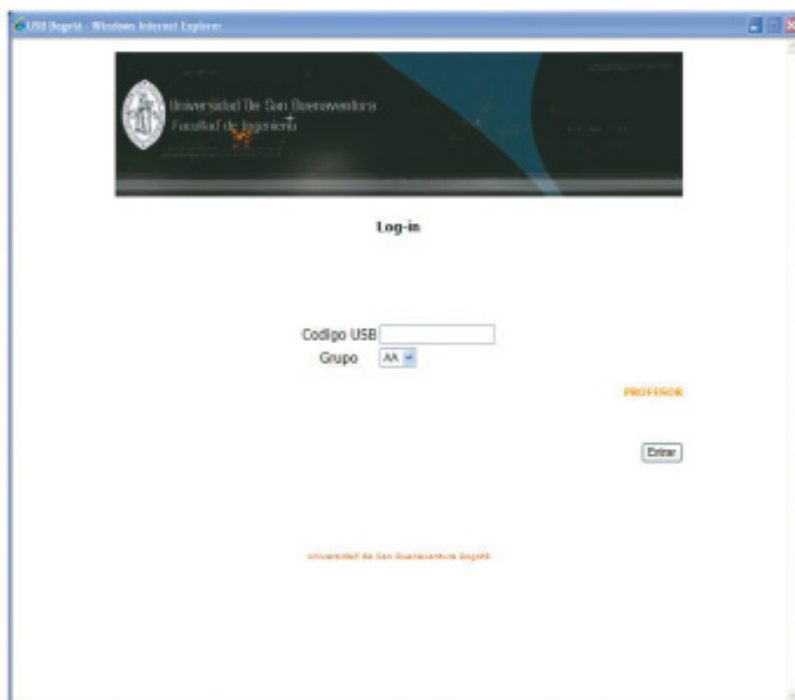 USB Bogotá - Windows Internet Explorer
Universidad De San Buenaventura
Facultad de Ingeniería
Log-in
Codigo USB
Grupo AA
PROFESOR
Entrar
Universidad de San Buenaventura Bogotá